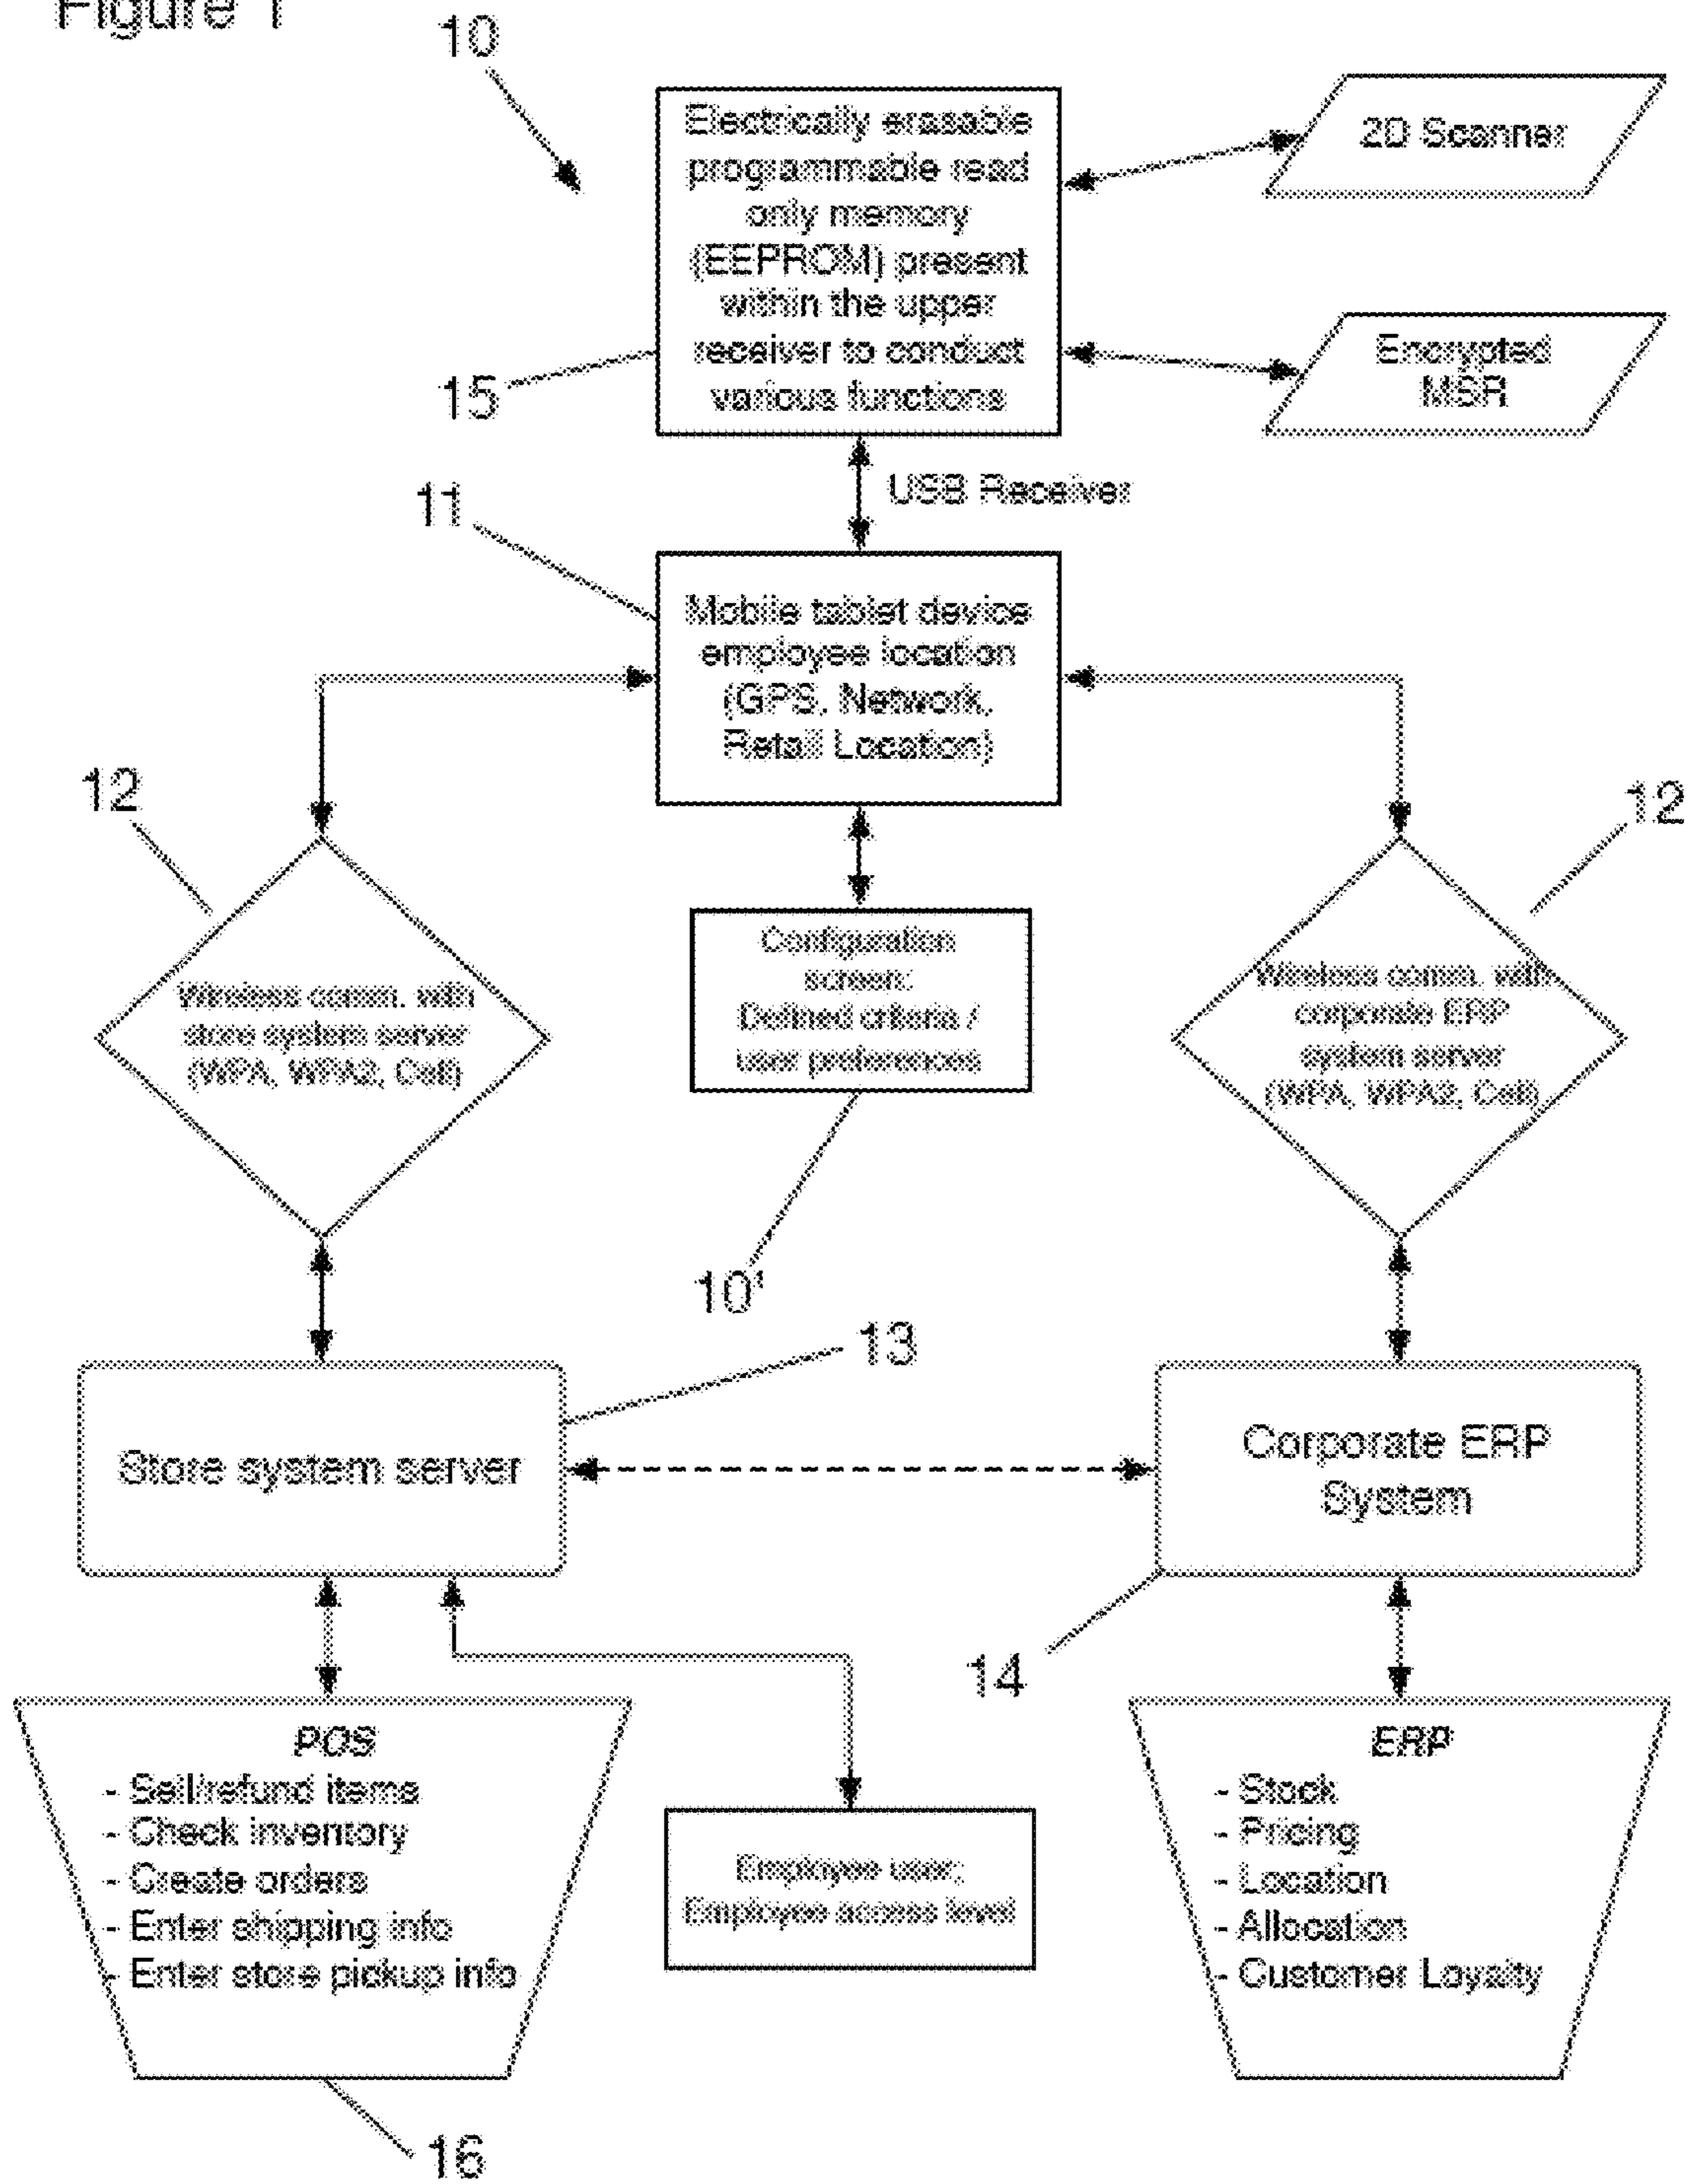 Figure 1
10
Electrically erasable
programmable read
only memory
(EEPROM) present
within the upper
receiver to conduct
various functions
2D Scanner
Encrypted
MSR
15
USB Receiver
11
Mobile tablet device
employee location
(GPS, Network,
Retail Location)
12
12
Wireless comm. with
store system server
(WPA, WPA2, Cell)
Configuration
screen:
Defined criteria /
user preferences
Wireless comm. with
corporate ERP
system server
(WPA, WPA2, Cell)
10'
13
Store system server
Corporate ERP
System
14
POS
- Sell/refund items
- Check inventory
- Create orders
- Enter shipping info
- Enter store pickup info
Employee user;
Employee access level
ERP
- Stock
- Pricing
- Location
- Allocation
- Customer Loyalty
16